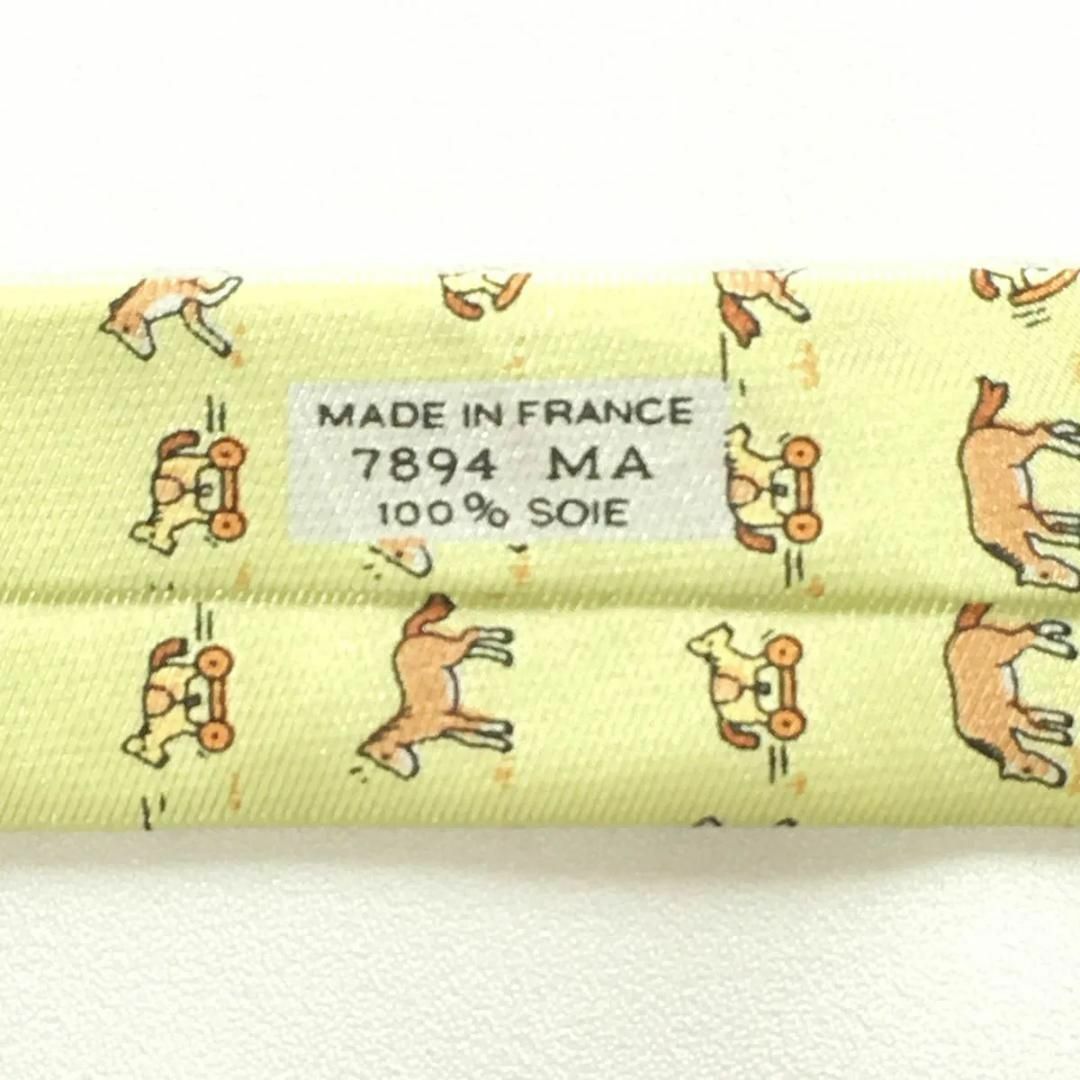 MADE IN FRANCE
7894 MA
100% SOIE